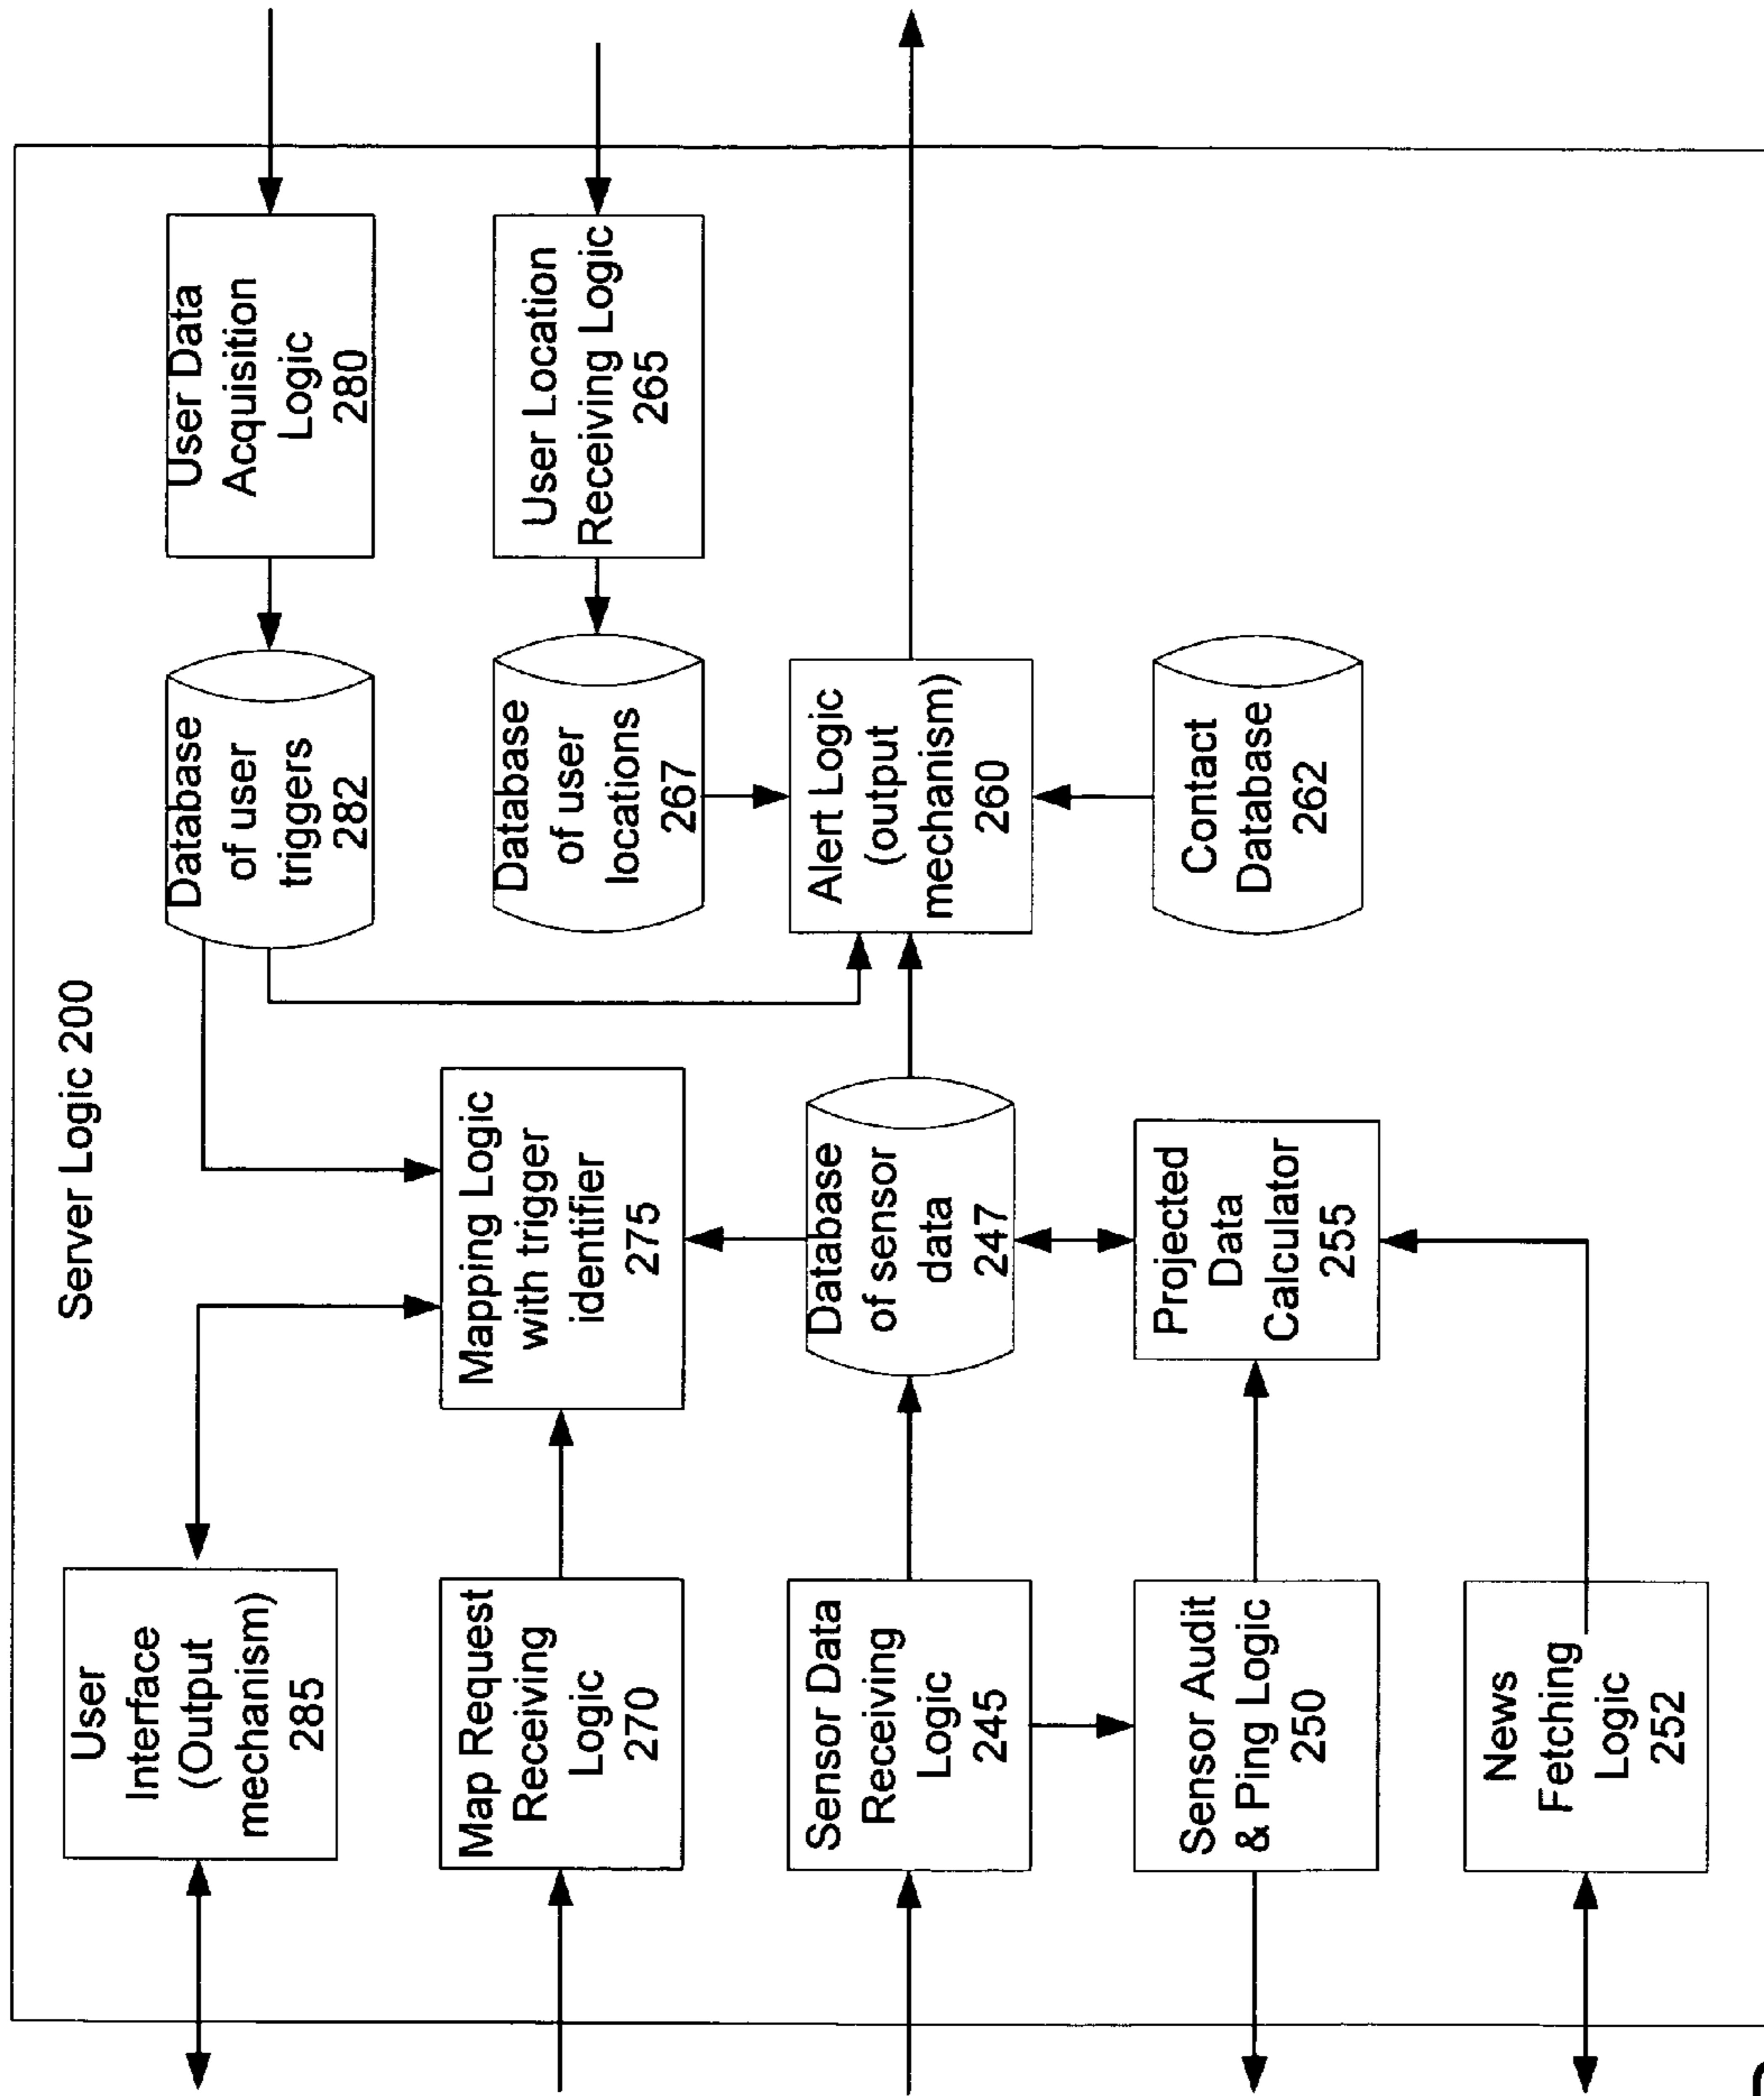 Server Logic 200
User
Interface
(Output
mechanism)
285
Map Request
Receiving
Logic
270
Sensor Data
Receiving
Logic
245
Sensor Audit
& Ping Logic
250
News
Fetching
Logic
252
Mapping Logic
with trigger
identifier
275
Database
of sensor
data
247
Projected
Data
Calculator
255
Database
of user
triggers
282
Database
of user
locations
267
Alert Logic
(output
mechanism)
260
Contact
Database
262
User Data
Acquisition
Logic
280
User Location
Receiving Logic
265